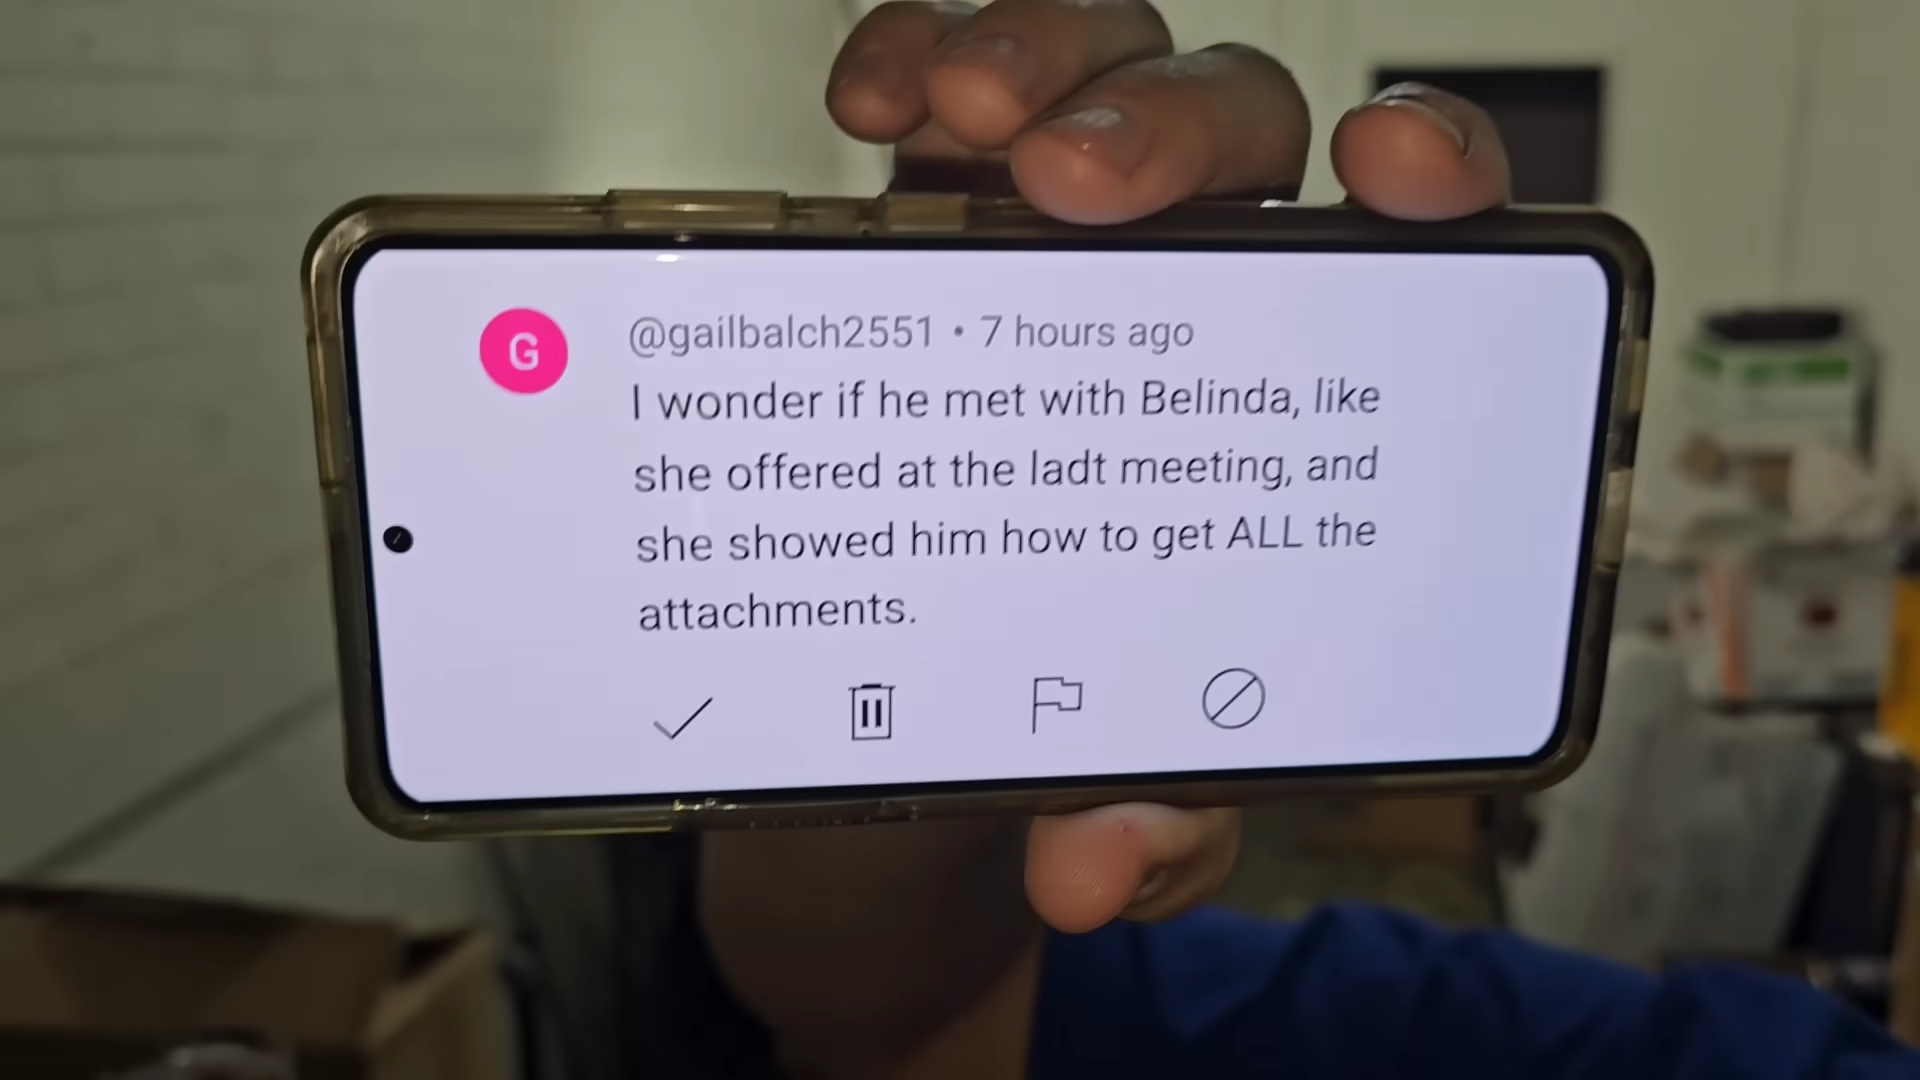 G
@gailbalch2551 • 7 hours ago
I wonder if he met with Belinda, like
she offered at the ladt meeting, and
she showed him how to get ALL the
attachments.